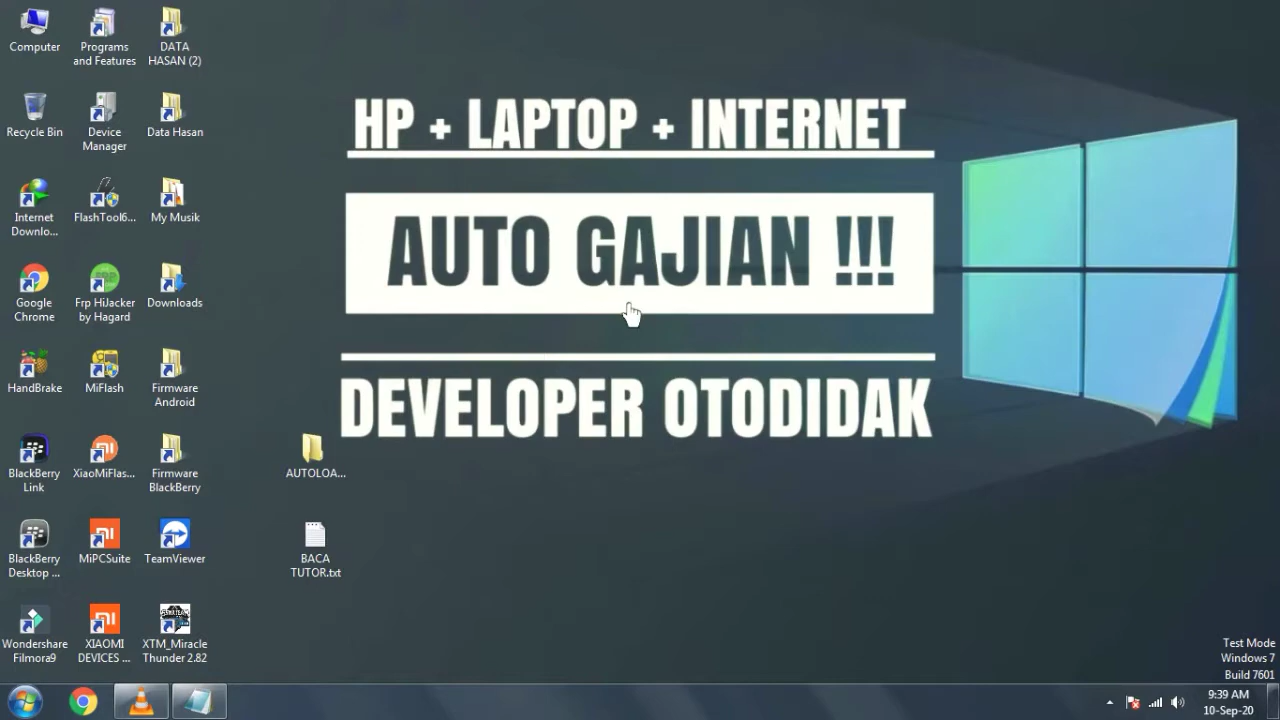 Computer
Programs
and Features
DATA
HASAN (2)
Recycle Bin
Device
Manager
Data Hasan
Internet
Downlo...
FlashTool6...
My Musik
Google
Chrome
Frp HiJacker
by Hagard
Downloads
HandBrake
MiFlash
Firmware
Android
BlackBerry
Link
XiaoMiFlas...
Firmware
BlackBerry
BlackBerry
Desktop ...
MiPCSuite
TeamViewer
Wondershare
Filmora9
XIAOMI
DEVICES ...
XTM_Miracle
Thunder 2.82
AUTOLOA...
BACA
TUTOR.txt
HP + LAPTOP + INTERNET
AUTO GAJIAN !!!
DEVELOPER OTODIDAK
Test Mode
Windows 7
Build 7601
9:39 AM
10-Sep-20